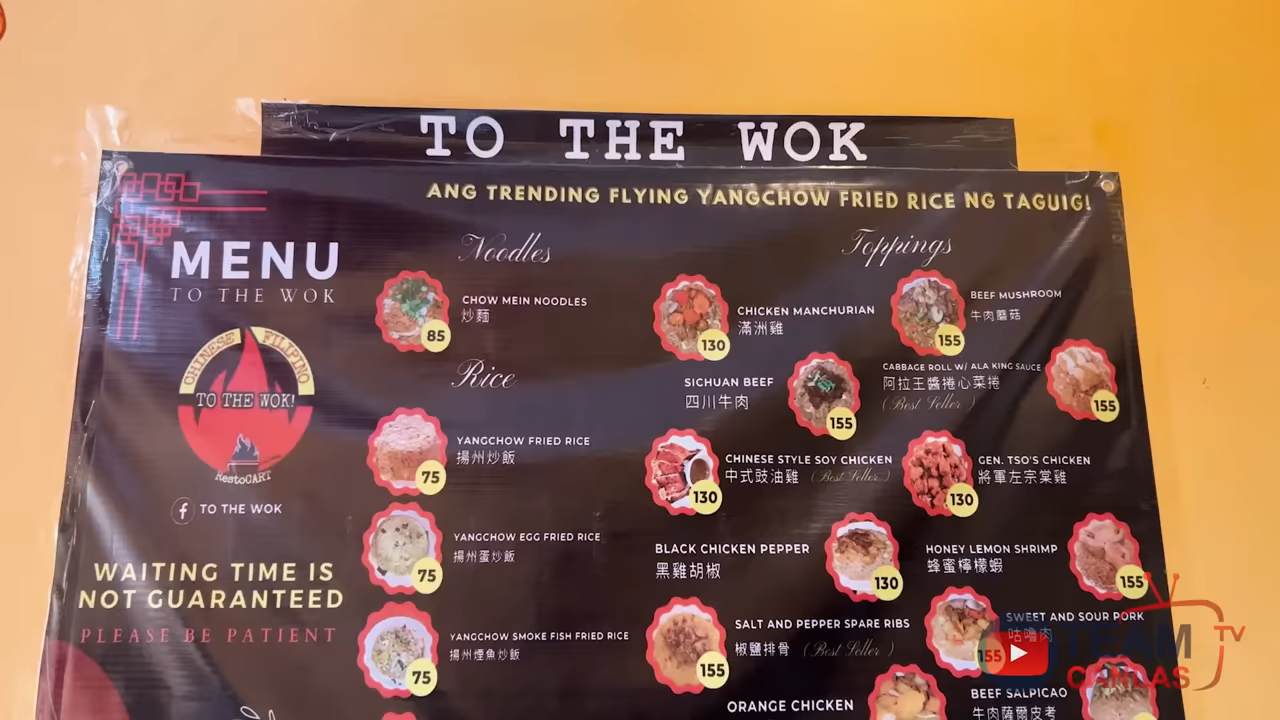 TO THE WOK
ANG TRENDING FLYING YANGCHOW FRIED RICE NG TAGUIG!
MENU
TO THE WOK
CHINESE FILIPINO
TO THE WOK!
RestoCART
TO THE WOK
WAITING TIME IS
NOT GUARANTEED
PLEASE BE PATIENT
Noodles
CHOW MEIN NOODLES
炒麵
85
Rice
YANGCHOW FRIED RICE
揚州炒飯
75
YANGCHOW EGG FRIED RICE
揚州蛋炒飯
75
YANGCHOW SMOKE FISH FRIED RICE
揚州煙魚炒飯
75
Toppings
CHICKEN MANCHURIAN
滿洲雞
130
BEEF MUSHROOM
牛肉蘑菇
155
SICHUAN BEEF
四川牛肉
155
CABBAGE ROLL W/ ALA KING SAUCE
阿拉王醬捲心菜捲
(Best Seller)
155
CHINESE STYLE SOY CHICKEN
中式豉油雞 (Best Seller)
130
GEN. TSO'S CHICKEN
將軍左宗棠雞
130
BLACK CHICKEN PEPPER
黑雞胡椒
130
HONEY LEMON SHRIMP
蜂蜜檸檬蝦
155
SALT AND PEPPER SPARE RIBS
椒鹽排骨 (Best Seller)
155
SWEET AND SOUR PORK
咕嚕肉
155
ORANGE CHICKEN
BEEF SALPICAO
牛肉薩爾皮考
TEAM TV
CANLAS